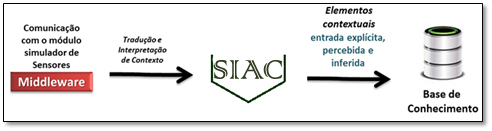 Comunicação
com o módulo
simulador de
Sensores
Middleware
Tradução e
Interpretação
de Contexto
SIAC
Elementos
contextuais
entrada explícita,
percebida e
inferida
Base de
Conhecimento